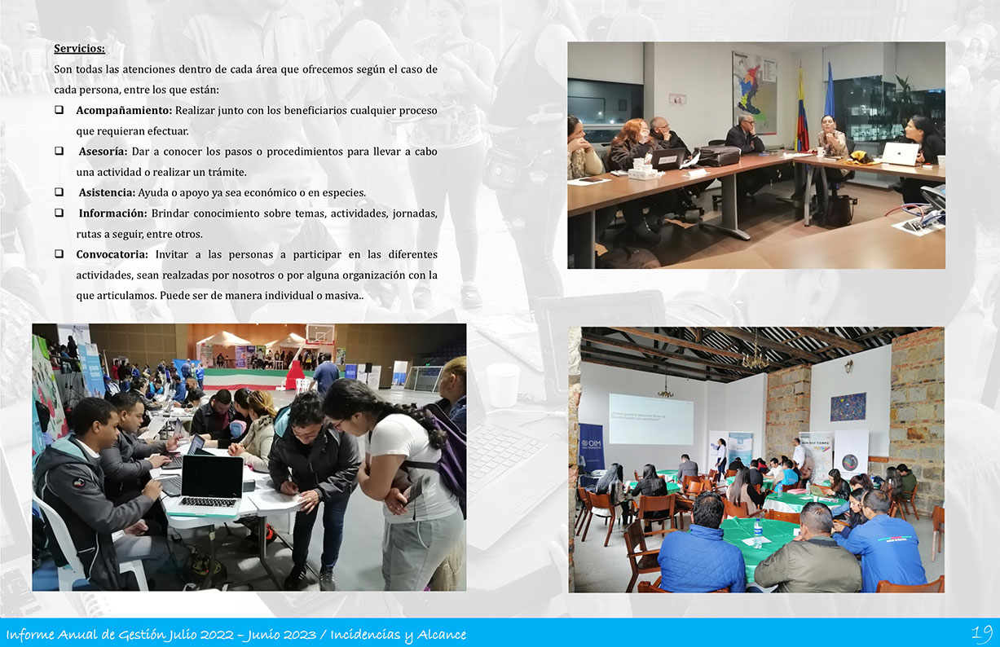 Servicios:
Son todas las atenciones dentro de cada área que ofrecemos según el caso de
cada persona, entre los que están:
❑ Acompañamiento: Realizar junto con los beneficiarios cualquier proceso
que requieran efectuar.
❑ Asesoría: Dar a conocer los pasos o procedimientos para llevar a cabo
una actividad o realizar un trámite.
❑ Asistencia: Ayuda o apoyo ya sea económico o en especies.
❑ Información: Brindar conocimiento sobre temas, actividades, jornadas,
rutas a seguir, entre otros.
❑ Convocatoria: Invitar a las personas a participar en las diferentes
actividades, sean realzadas por nosotros o por alguna organización con la
que articulamos. Puede ser de manera individual o masiva..
OIM
Informe Anual de Gestión Julio 2022 – Junio 2023 / Incidencias y Alcance
19